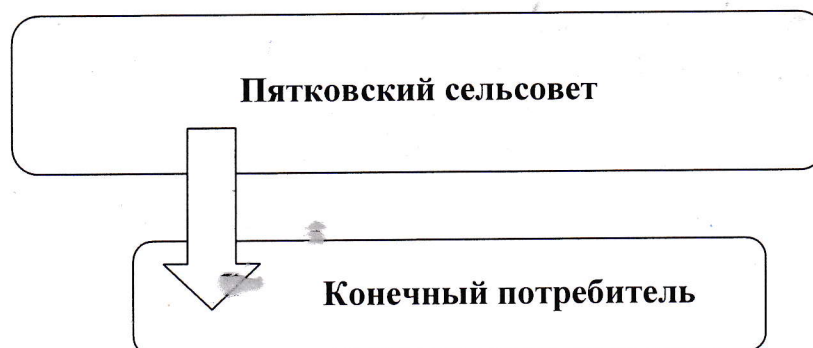 Пятковский сельсовет
Конечный потребитель